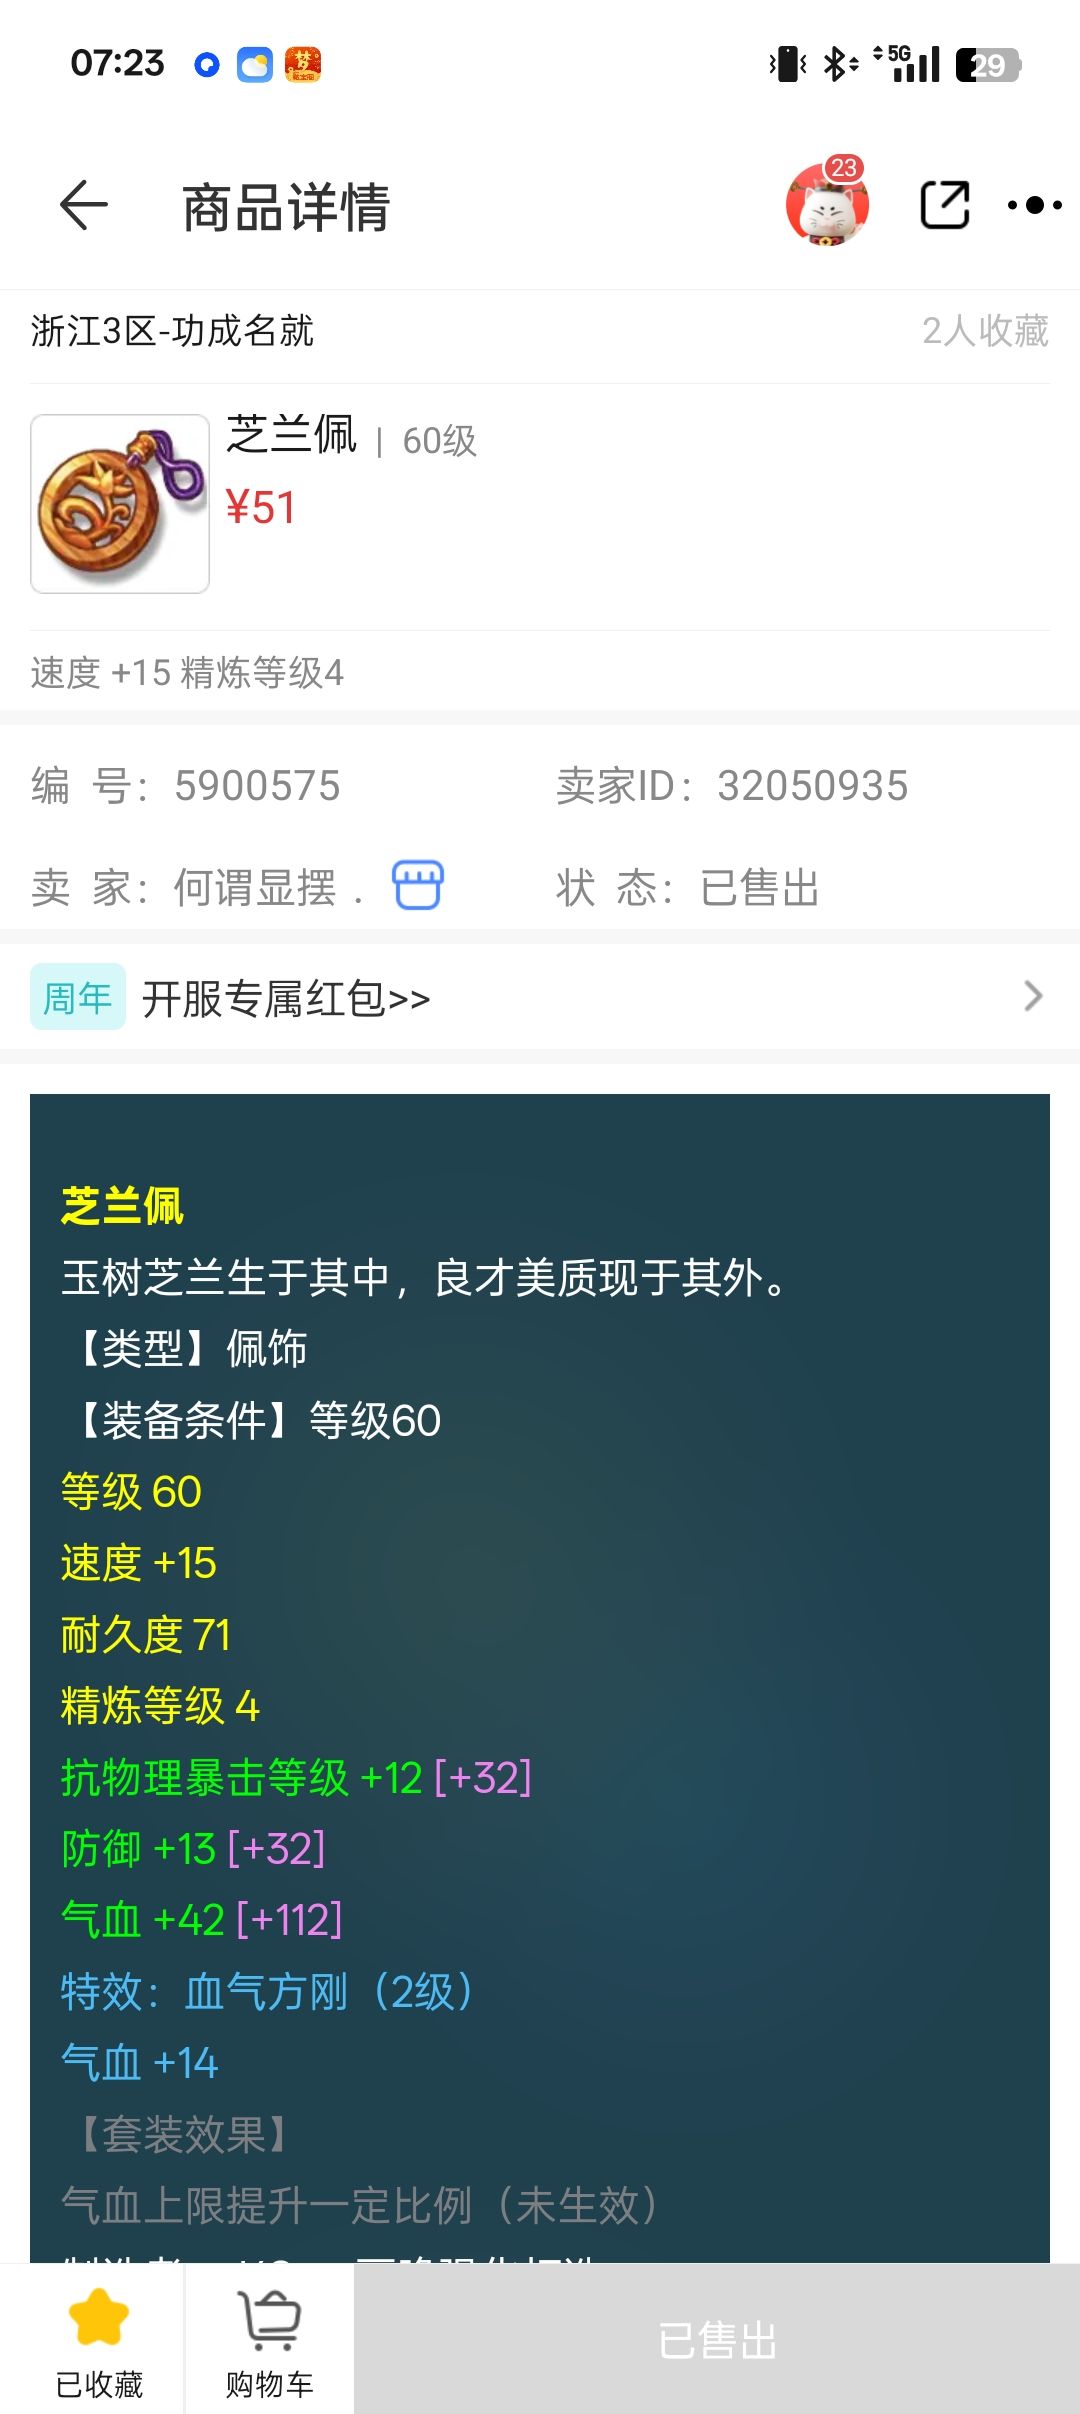 07:23
梦
5G
29
商品详情
23
浙江3区-功成名就
2人收藏
芝兰佩 | 60级
¥51
速度 +15 精炼等级4
编 号：5900575
卖家ID：32050935
卖 家：何谓显摆 .
状 态：已售出
周年 开服专属红包>>
芝兰佩
玉树芝兰生于其中，良才美质现于其外。
【类型】佩饰
【装备条件】等级60
等级 60
速度 +15
耐久度 71
精炼等级 4
抗物理暴击等级 +12 [+32]
防御 +13 [+32]
气血 +42 [+112]
特效：血气方刚（2级）
气血 +14
【套装效果】
气血上限提升一定比例（未生效）
已收藏
购物车
已售出